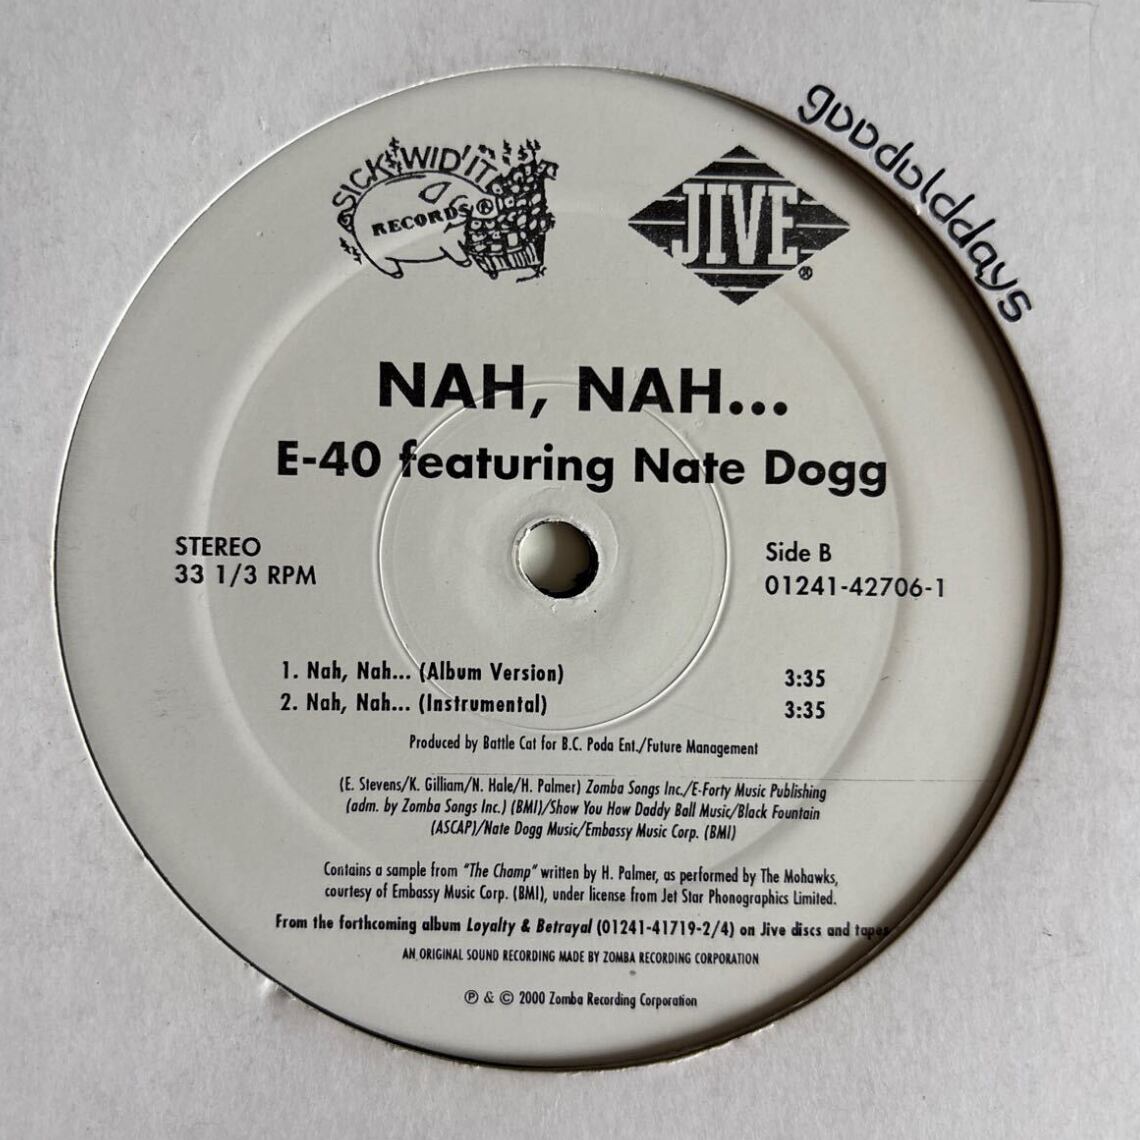 gooddolddays
SICK WID' IT
RECORDS ®
JIVE
®
NAH, NAH...
E-40 featuring Nate Dogg
STEREO
33 1/3 RPM
Side B
01241-42706-1
1. Nah, Nah... (Album Version) 3:35
2. Nah, Nah... (Instrumental) 3:35
Produced by Battle Cat for B.C. Poda Ent./Future Management
(E. Stevens/K. Gilliam/N. Hale/H. Palmer) Zomba Songs Inc./E-Forty Music Publishing
(adm. by Zomba Songs Inc.) (BMI)/Show You How Daddy Ball Music/Black Fountain
(ASCAP)/Nate Dogg Music/Embassy Music Corp. (BMI)
Contains a sample from "The Champ" written by H. Palmer, as performed by The Mohawks,
courtesy of Embassy Music Corp. (BMI), under license from Jet Star Phonographics Limited.
From the forthcoming album Loyalty & Betrayal (01241-41719-2/4) on Jive discs and tapes
AN ORIGINAL SOUND RECORDING MADE BY ZOMBA RECORDING CORPORATION
℗ & © 2000 Zomba Recording Corporation